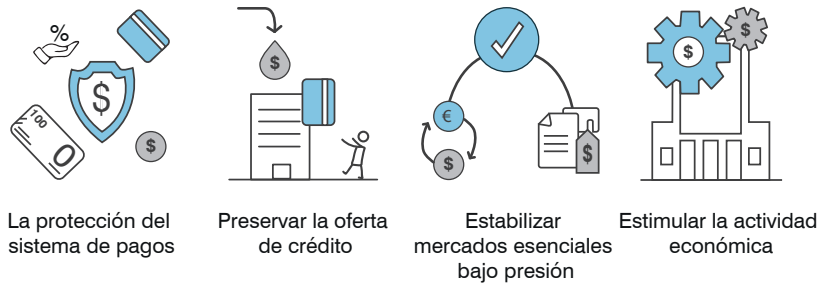 %
$
100
0
$
$
€
$
$
$
$
La protección del
sistema de pagos
Preservar la oferta
de crédito
Estabilizar
mercados esenciales
bajo presión
Estimular la actividad
económica